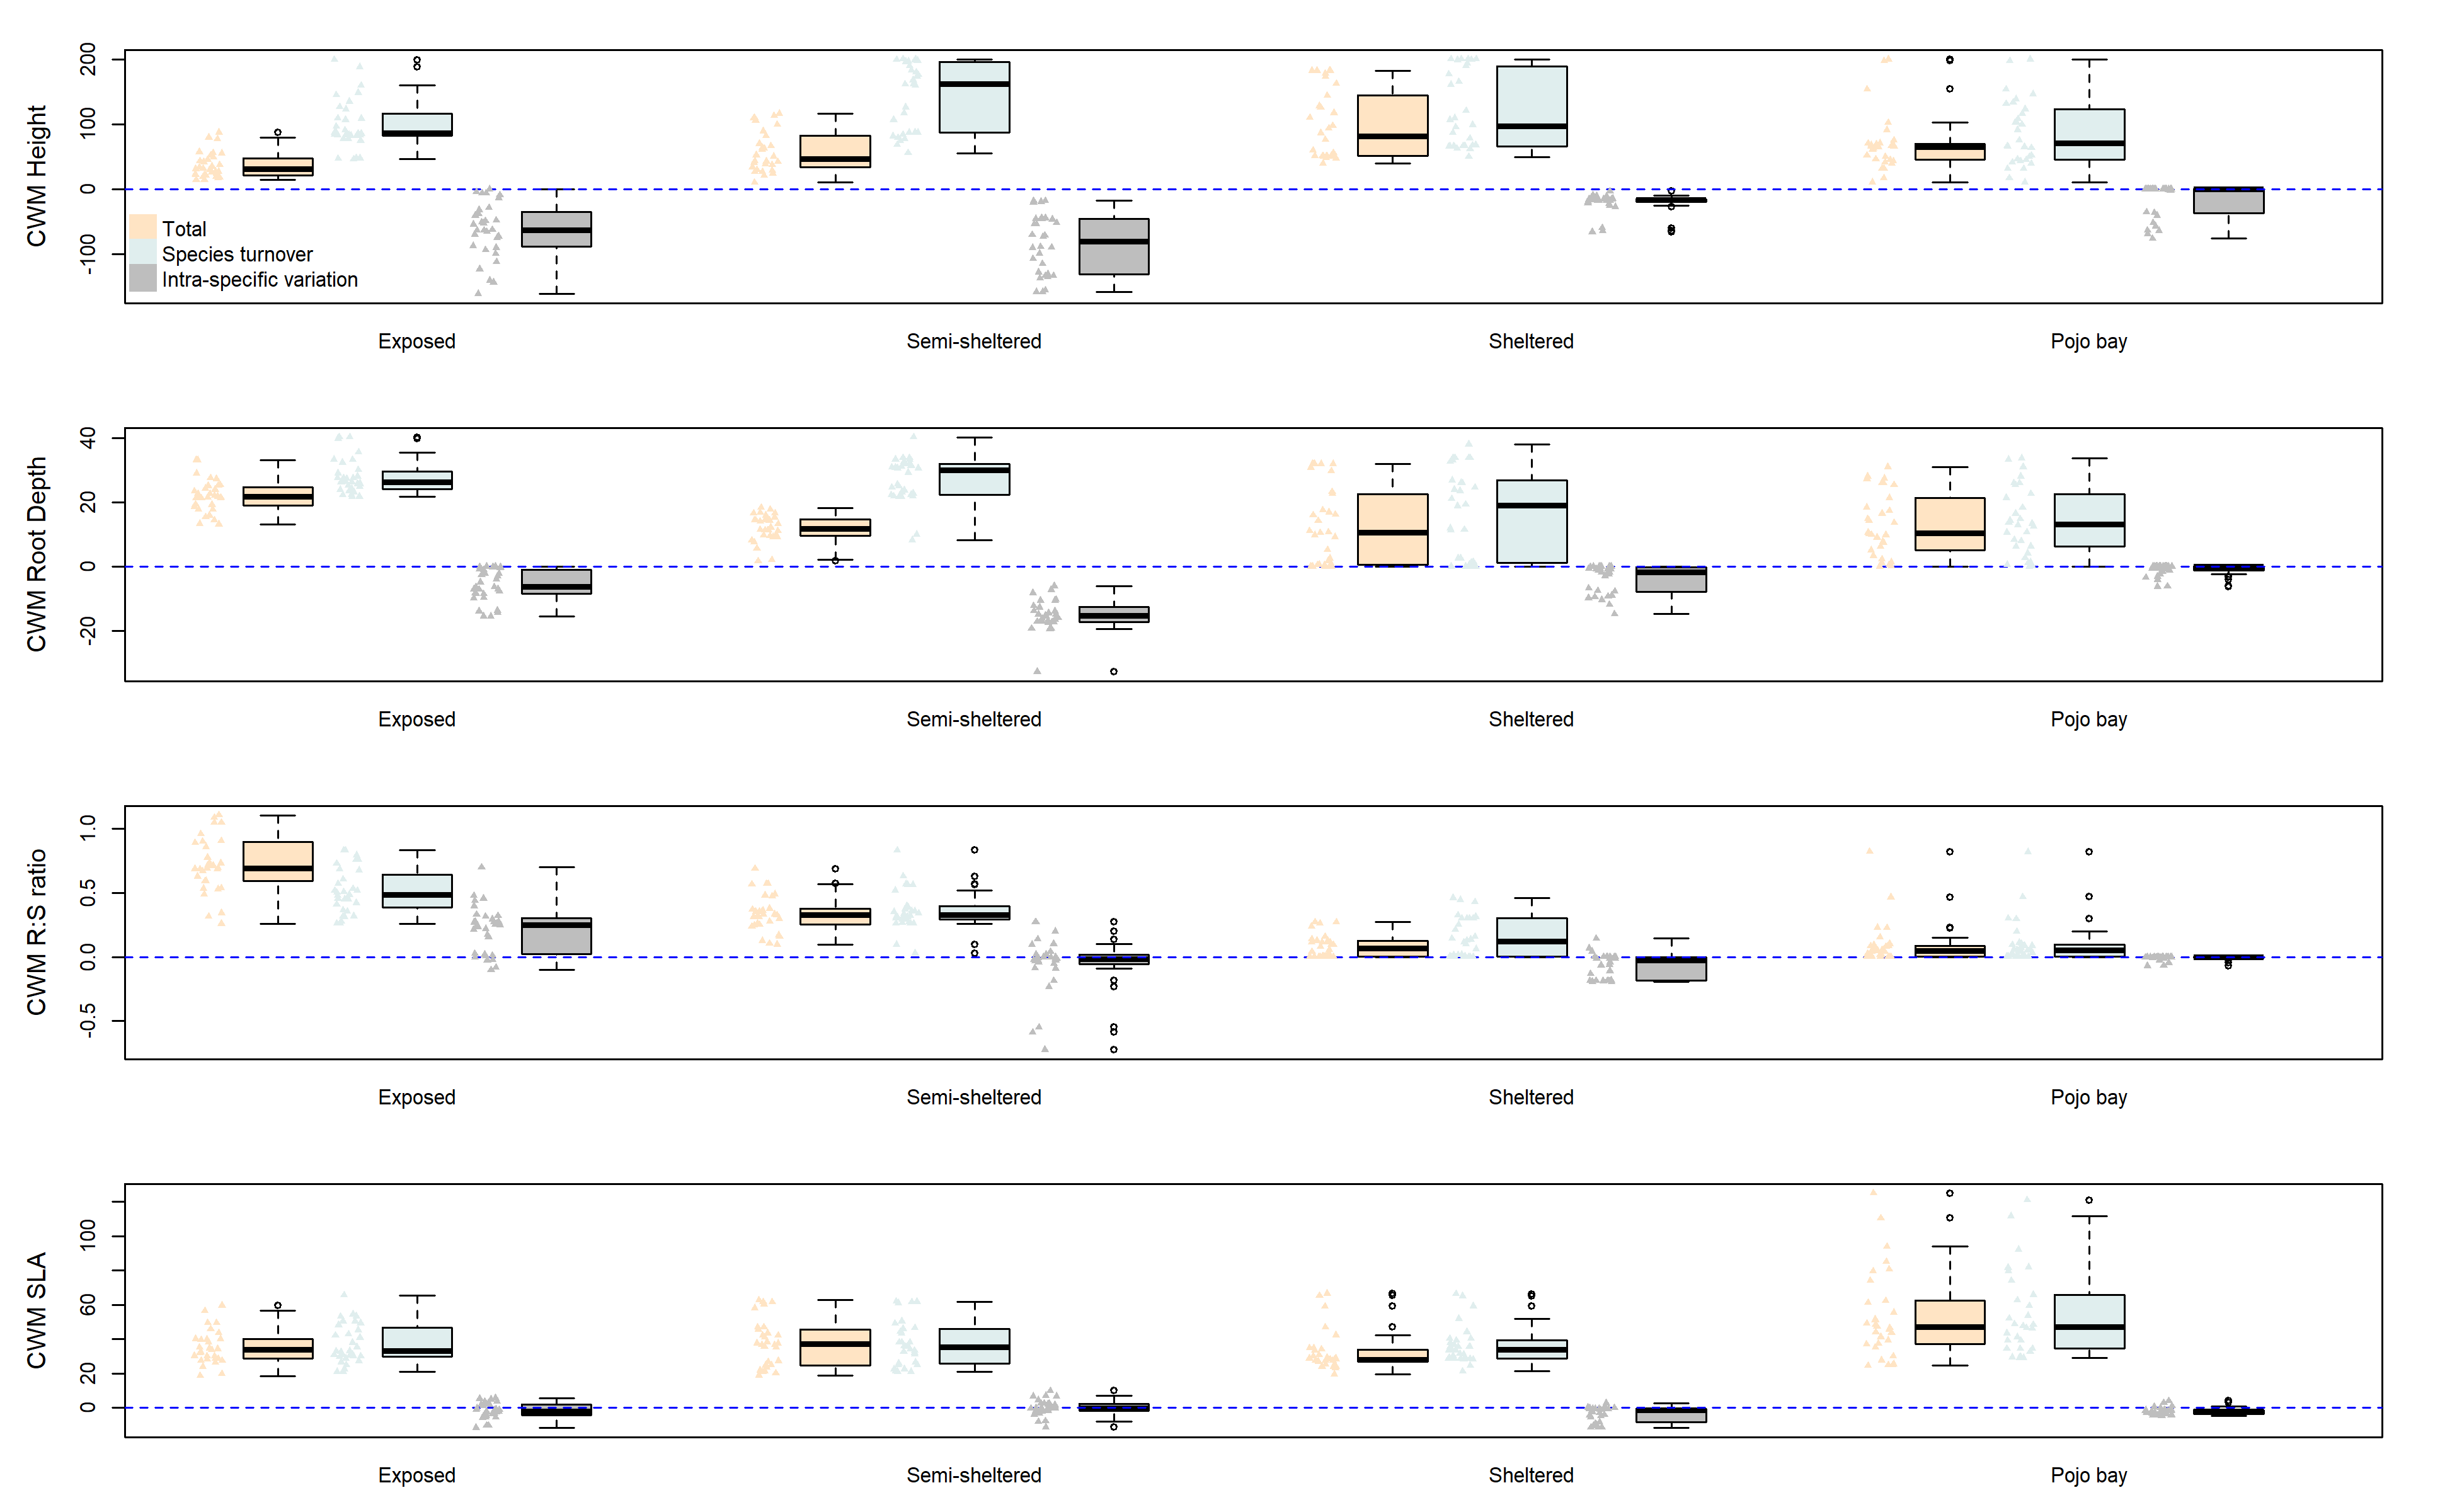 CWM Height
200
100
0
-100
Total
Species turnover
Intra-specific variation
Exposed Semi-sheltered Sheltered Pojo bay
CWM Root Depth
40
20
0
-20
Exposed Semi-sheltered Sheltered Pojo bay
CWM R:S ratio
1.0
0.5
0.0
-0.5
Exposed Semi-sheltered Sheltered Pojo bay
CWM SLA
100
60
20
0
Exposed Semi-sheltered Sheltered Pojo bay